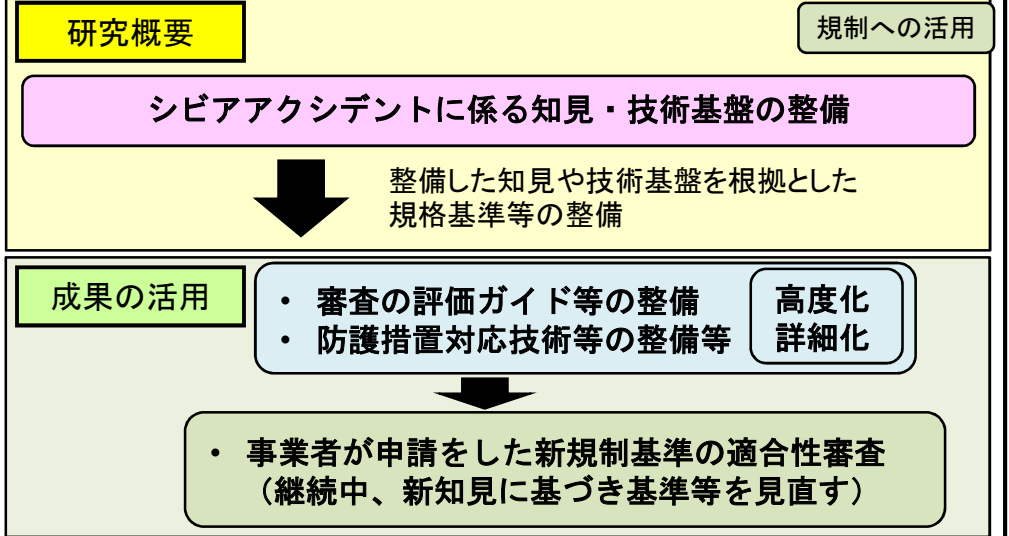 研究概要
規制への活用
シビアアクシデントに係る知見・技術基盤の整備
整備した知見や技術基盤を根拠とした
規格基準等の整備
成果の活用
・ 審査の評価ガイド等の整備
・ 防護措置対応技術等の整備等
高度化
詳細化
・ 事業者が申請をした新規制基準の適合性審査
（継続中、新知見に基づき基準等を見直す）